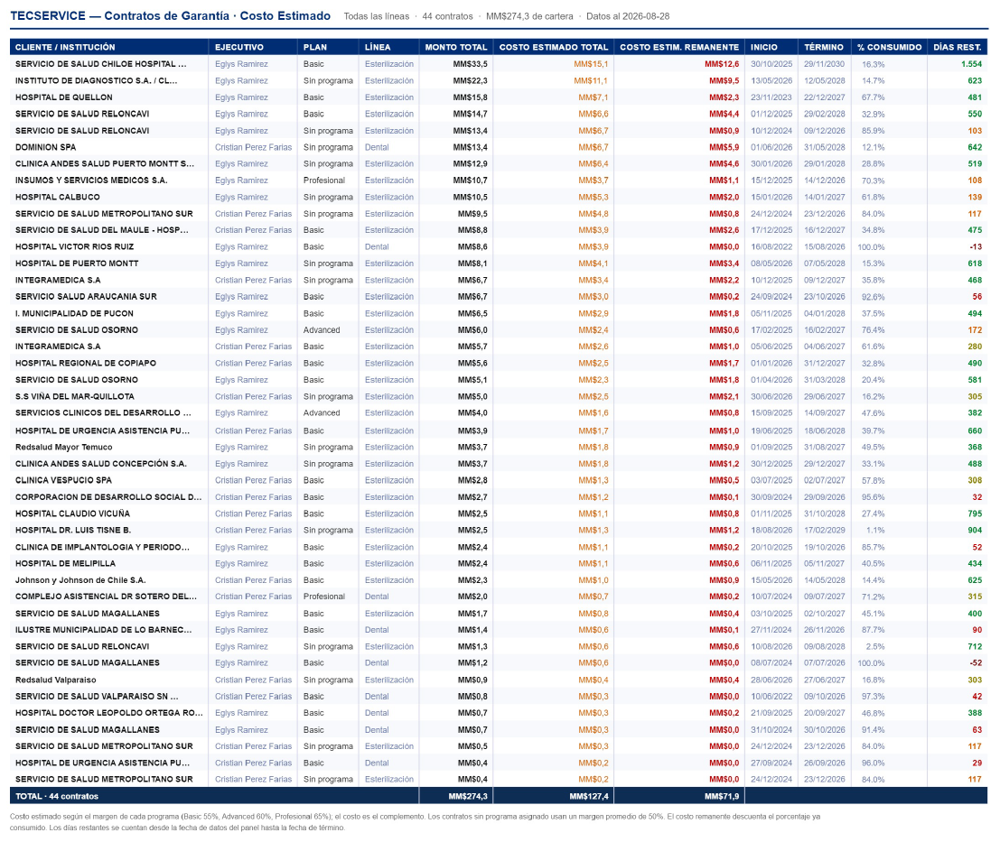 TECSERVICE — Contratos de Garantía · Costo Estimado Todas las líneas · 44 contratos · MM$274,3 de cartera · Datos al 2026-08-28
CLIENTE / INSTITUCIÓN EJECUTIVO PLAN LÍNEA MONTO TOTAL COSTO ESTIMADO TOTAL COSTO ESTIM. REMANENTE INICIO TÉRMINO % CONSUMIDO DÍAS REST.
SERVICIO DE SALUD CHILOE HOSPITAL ... Eglys Ramirez Basic Esterilización MM$33,5 MM$15,1 MM$12,6 30/10/2025 29/11/2030 16.3% 1.554
INSTITUTO DE DIAGNOSTICO S.A. / CL... Eglys Ramirez Sin programa Esterilización MM$22,3 MM$11,1 MM$9,5 13/05/2026 12/05/2028 14.7% 623
HOSPITAL DE QUELLON Eglys Ramirez Basic Esterilización MM$15,8 MM$7,1 MM$2,3 23/11/2023 22/12/2027 67.7% 481
SERVICIO DE SALUD RELONCAVI Eglys Ramirez Basic Esterilización MM$14,7 MM$6,6 MM$4,4 01/12/2025 29/02/2028 32.9% 550
SERVICIO DE SALUD RELONCAVI Eglys Ramirez Sin programa Esterilización MM$13,4 MM$6,7 MM$0,9 10/12/2024 09/12/2026 85.9% 103
DOMINION SPA Cristian Perez Farias Sin programa Dental MM$13,4 MM$6,7 MM$5,9 01/06/2026 31/05/2028 12.1% 642
CLINICA ANDES SALUD PUERTO MONTT S... Eglys Ramirez Sin programa Esterilización MM$12,9 MM$6,4 MM$4,6 30/01/2026 29/01/2028 28.8% 519
INSUMOS Y SERVICIOS MEDICOS S.A. Eglys Ramirez Profesional Esterilización MM$10,7 MM$3,7 MM$1,1 15/12/2025 14/12/2026 70.3% 108
HOSPITAL CALBUCO Eglys Ramirez Sin programa Esterilización MM$10,5 MM$5,3 MM$2,0 15/01/2026 14/01/2027 61.8% 139
SERVICIO DE SALUD METROPOLITANO SUR Cristian Perez Farias Sin programa Esterilización MM$9,5 MM$4,8 MM$0,8 24/12/2024 23/12/2026 84.0% 117
SERVICIO DE SALUD DEL MAULE - HOSP... Cristian Perez Farias Basic Esterilización MM$8,8 MM$3,9 MM$2,6 17/12/2025 16/12/2027 34.8% 475
HOSPITAL VICTOR RIOS RUIZ Eglys Ramirez Basic Dental MM$8,6 MM$3,9 MM$0,0 16/08/2022 15/08/2026 100.0% -13
HOSPITAL DE PUERTO MONTT Eglys Ramirez Sin programa Esterilización MM$8,1 MM$4,1 MM$3,4 08/05/2026 07/05/2028 15.3% 618
INTEGRAMEDICA S.A Cristian Perez Farias Sin programa Esterilización MM$6,7 MM$3,4 MM$2,2 10/12/2025 09/12/2027 35.8% 468
SERVICIO SALUD ARAUCANIA SUR Eglys Ramirez Basic Esterilización MM$6,7 MM$3,0 MM$0,2 24/09/2024 23/10/2026 92.6% 56
I. MUNICIPALIDAD DE PUCON Eglys Ramirez Basic Esterilización MM$6,5 MM$2,9 MM$1,8 05/11/2025 04/01/2028 37.5% 494
SERVICIO DE SALUD OSORNO Eglys Ramirez Advanced Esterilización MM$6,0 MM$2,4 MM$0,6 17/02/2025 16/02/2027 76.4% 172
INTEGRAMEDICA S.A Cristian Perez Farias Basic Esterilización MM$5,7 MM$2,6 MM$1,0 05/06/2025 04/06/2027 61.6% 280
HOSPITAL REGIONAL DE COPIAPO Cristian Perez Farias Basic Esterilización MM$5,6 MM$2,5 MM$1,7 01/01/2026 31/12/2027 32.8% 490
SERVICIO DE SALUD OSORNO Eglys Ramirez Basic Esterilización MM$5,1 MM$2,3 MM$1,8 01/04/2026 31/03/2028 20.4% 581
S.S VIÑA DEL MAR-QUILLOTA Cristian Perez Farias Sin programa Esterilización MM$5,0 MM$2,5 MM$2,1 30/06/2026 29/06/2027 16.2% 305
SERVICIOS CLINICOS DEL DESARROLLO ... Eglys Ramirez Advanced Esterilización MM$4,0 MM$1,6 MM$0,8 15/09/2025 14/09/2027 47.6% 382
HOSPITAL DE URGENCIA ASISTENCIA PU... Cristian Perez Farias Basic Esterilización MM$3,9 MM$1,7 MM$1,0 19/06/2025 18/06/2028 39.7% 660
Redsalud Mayor Temuco Eglys Ramirez Sin programa Esterilización MM$3,7 MM$1,8 MM$0,9 01/09/2025 31/08/2027 49.5% 368
CLINICA ANDES SALUD CONCEPCIÓN S.A. Eglys Ramirez Sin programa Esterilización MM$3,7 MM$1,8 MM$1,2 30/12/2025 29/12/2027 33.1% 488
CLINICA VESPUCIO SPA Cristian Perez Farias Basic Esterilización MM$2,8 MM$1,2 MM$0,5 03/07/2025 02/07/2027 57.8% 308
CORPORACION DE DESARROLLO SOCIAL D... Cristian Perez Farias Basic Esterilización MM$2,7 MM$1,2 MM$0,1 30/09/2024 29/09/2026 95.6% 32
HOSPITAL CLAUDIO VICUÑA Cristian Perez Farias Basic Esterilización MM$2,5 MM$1,1 MM$0,8 01/11/2025 31/10/2028 27.4% 795
HOSPITAL DR. LUIS TISNE B. Cristian Perez Farias Sin programa Esterilización MM$2,5 MM$1,3 MM$1,2 18/08/2026 17/02/2029 1.1% 904
CLINICA DE IMPLANTOLOGIA Y PERIODO... Eglys Ramirez Basic Esterilización MM$2,4 MM$1,1 MM$0,2 20/10/2025 19/10/2026 85.7% 52
HOSPITAL DE MELIPILLA Eglys Ramirez Basic Esterilización MM$2,4 MM$1,1 MM$0,6 06/11/2025 05/11/2027 40.5% 434
Johnson y Johnson de Chile S.A. Cristian Perez Farias Basic Esterilización MM$2,3 MM$1,0 MM$0,9 15/05/2026 14/05/2028 14.4% 625
COMPLEJO ASISTENCIAL DR SOTERO DEL... Cristian Perez Farias Profesional Dental MM$2,0 MM$0,7 MM$0,2 10/07/2024 09/07/2027 71.2% 315
SERVICIO DE SALUD MAGALLANES Eglys Ramirez Basic Esterilización MM$1,7 MM$0,8 MM$0,4 03/10/2025 02/10/2027 45.1% 400
ILUSTRE MUNICIPALIDAD DE LO BARNEC... Cristian Perez Farias Basic Dental MM$1,4 MM$0,6 MM$0,1 27/11/2024 26/11/2026 87.7% 90
SERVICIO DE SALUD RELONCAVI Eglys Ramirez Sin programa Esterilización MM$1,3 MM$0,6 MM$0,6 10/08/2026 09/08/2028 2.5% 712
SERVICIO DE SALUD MAGALLANES Eglys Ramirez Basic Dental MM$1,2 MM$0,6 MM$0,0 08/07/2024 07/07/2026 100.0% -52
Redsalud Valparaiso Cristian Perez Farias Sin programa Esterilización MM$0,9 MM$0,4 MM$0,4 28/06/2026 27/06/2027 16.8% 303
SERVICIO DE SALUD VALPARAISO SN ... Cristian Perez Farias Basic Dental MM$0,8 MM$0,3 MM$0,0 10/06/2022 09/10/2026 97.3% 42
HOSPITAL DOCTOR LEOPOLDO ORTEGA RO... Eglys Ramirez Basic Dental MM$0,7 MM$0,3 MM$0,2 21/09/2025 20/09/2027 46.8% 388
SERVICIO DE SALUD MAGALLANES Eglys Ramirez Basic Dental MM$0,7 MM$0,3 MM$0,0 31/10/2024 30/10/2026 91.4% 63
SERVICIO DE SALUD METROPOLITANO SUR Cristian Perez Farias Sin programa Esterilización MM$0,5 MM$0,3 MM$0,0 24/12/2024 23/12/2026 84.0% 117
HOSPITAL DE URGENCIA ASISTENCIA PU... Cristian Perez Farias Basic Dental MM$0,4 MM$0,2 MM$0,0 27/09/2024 26/09/2026 96.0% 29
SERVICIO DE SALUD METROPOLITANO SUR Cristian Perez Farias Sin programa Esterilización MM$0,4 MM$0,2 MM$0,0 24/12/2024 23/12/2026 84.0% 117
TOTAL · 44 contratos MM$274,3 MM$127,4 MM$71,9
Costo estimado según el margen de cada programa (Basic 55%, Advanced 60%, Profesional 65%); el costo es el complemento. Los contratos sin programa asignado usan un margen promedio de 50%. El costo remanente descuenta el porcentaje ya
consumido. Los días restantes se cuentan desde la fecha de datos del panel hasta la fecha de término.